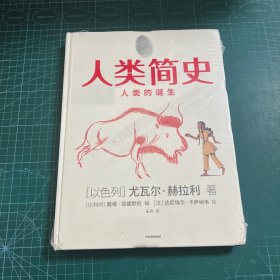 人类简史
人类的诞生
[以色列] 尤瓦尔·赫拉利 著
[比利时] 戴维·范德默伦 编 [法] 达尼埃尔·卡萨纳韦 绘